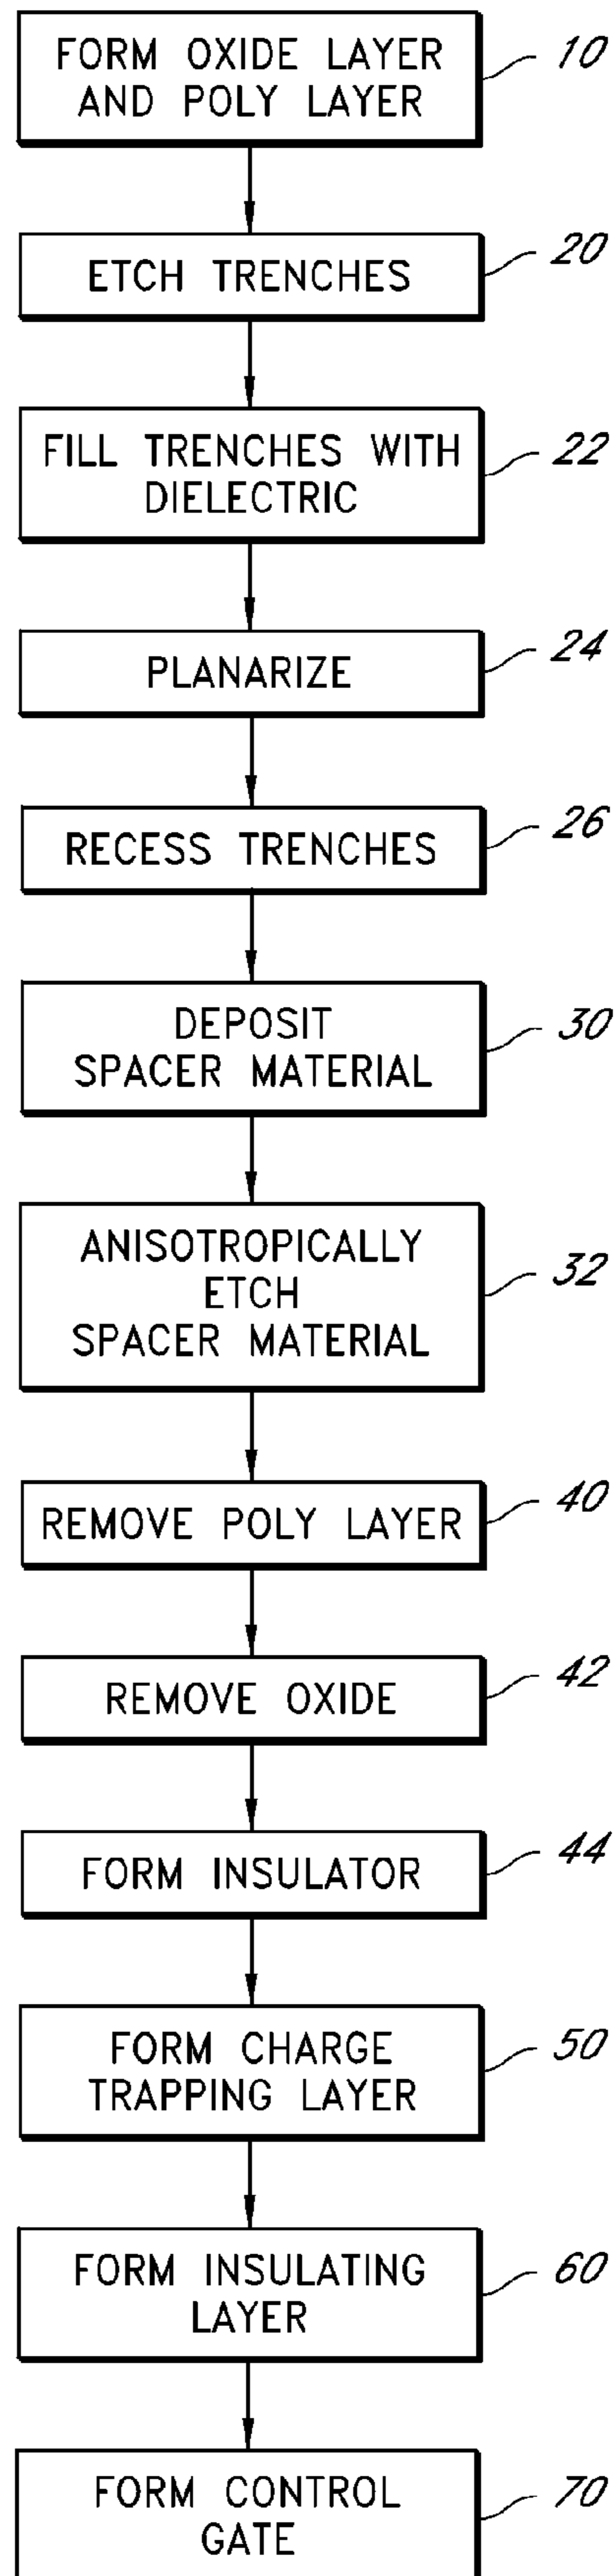 FORM OXIDE LAYER
AND POLY LAYER
10
ETCH TRENCHES
20
FILL TRENCHES WITH
DIELECTRIC
22
PLANARIZE
24
RECESS TRENCHES
26
DEPOSIT
SPACER MATERIAL
30
ANISOTROPICALLY
ETCH
SPACER MATERIAL
32
REMOVE POLY LAYER
40
REMOVE OXIDE
42
FORM INSULATOR
44
FORM CHARGE
TRAPPING LAYER
50
FORM INSULATING
LAYER
60
FORM CONTROL
GATE
70